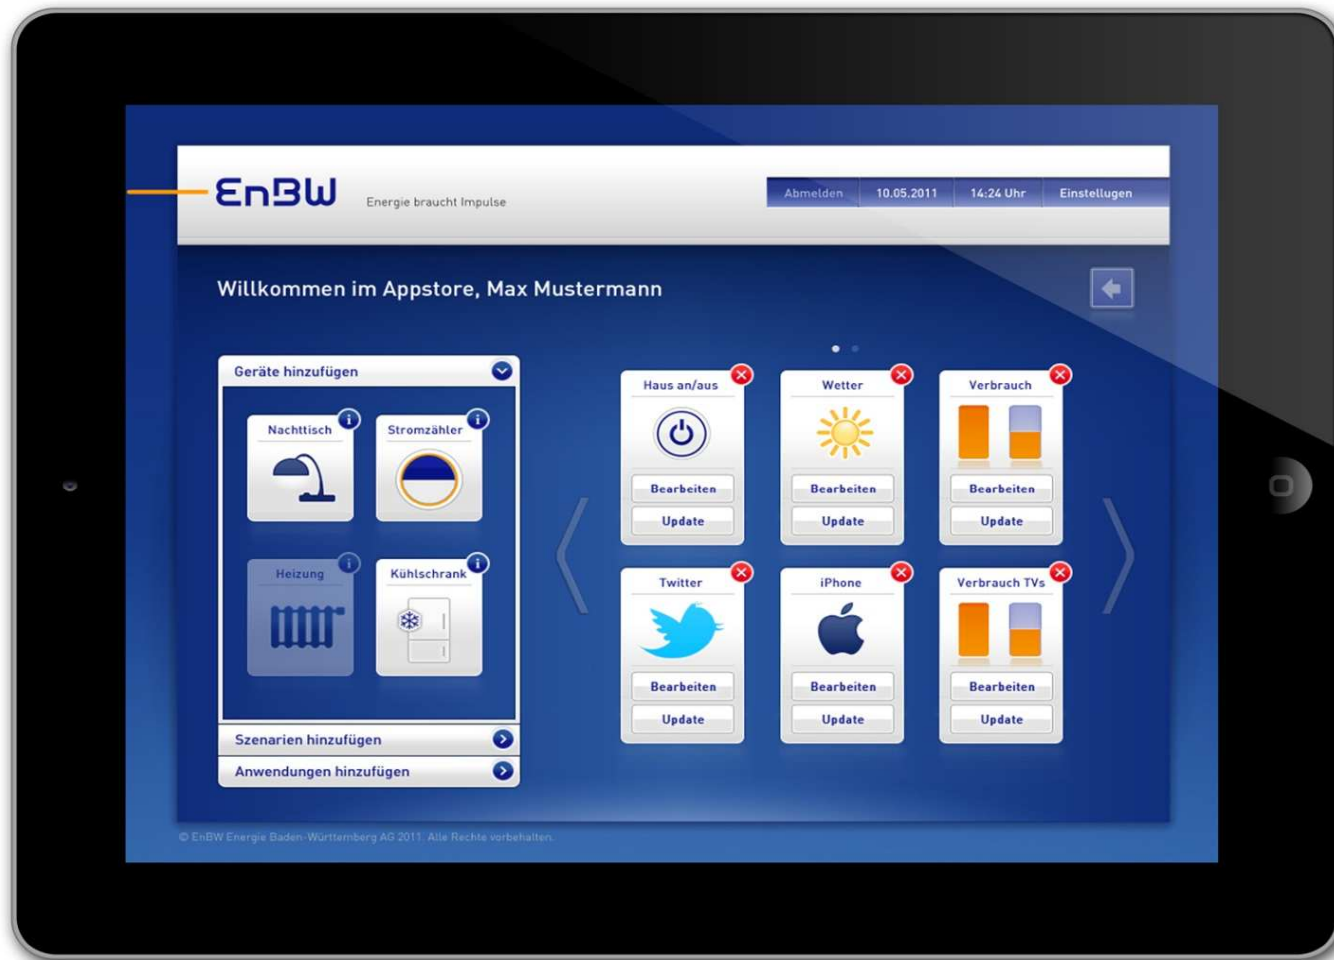 EnBW
Energie braucht Impulse
Abmelden 10.05.2011 14:24 Uhr Einstellugen
Willkommen im Appstore, Max Mustermann
Geräte hinzufügen
Nachttisch Stromzähler
Heizung Kühlschrank
Szenarien hinzufügen
Anwendungen hinzufügen
Haus an/aus Wetter Verbrauch
Bearbeiten Bearbeiten Bearbeiten
Update Update Update
Twitter iPhone Verbrauch TVs
Bearbeiten Bearbeiten Bearbeiten
Update Update Update
© EnBW Energie Baden-Württemberg AG 2011. Alle Rechte vorbehalten.